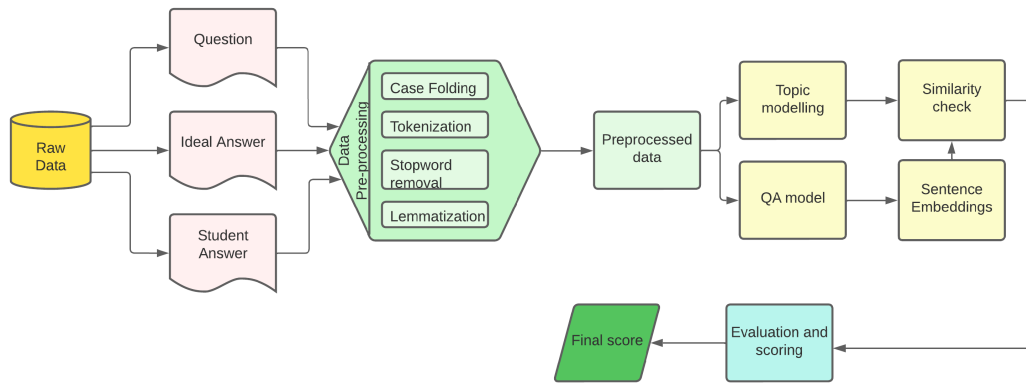 Raw
Data
Question
Ideal Answer
Student
Answer
Data
Pre-processing
Case Folding
Tokenization
Stopword
removal
Lemmatization
Preprocessed
data
Topic
modelling
QA model
Similarity
check
Sentence
Embeddings
Evaluation and
scoring
Final score